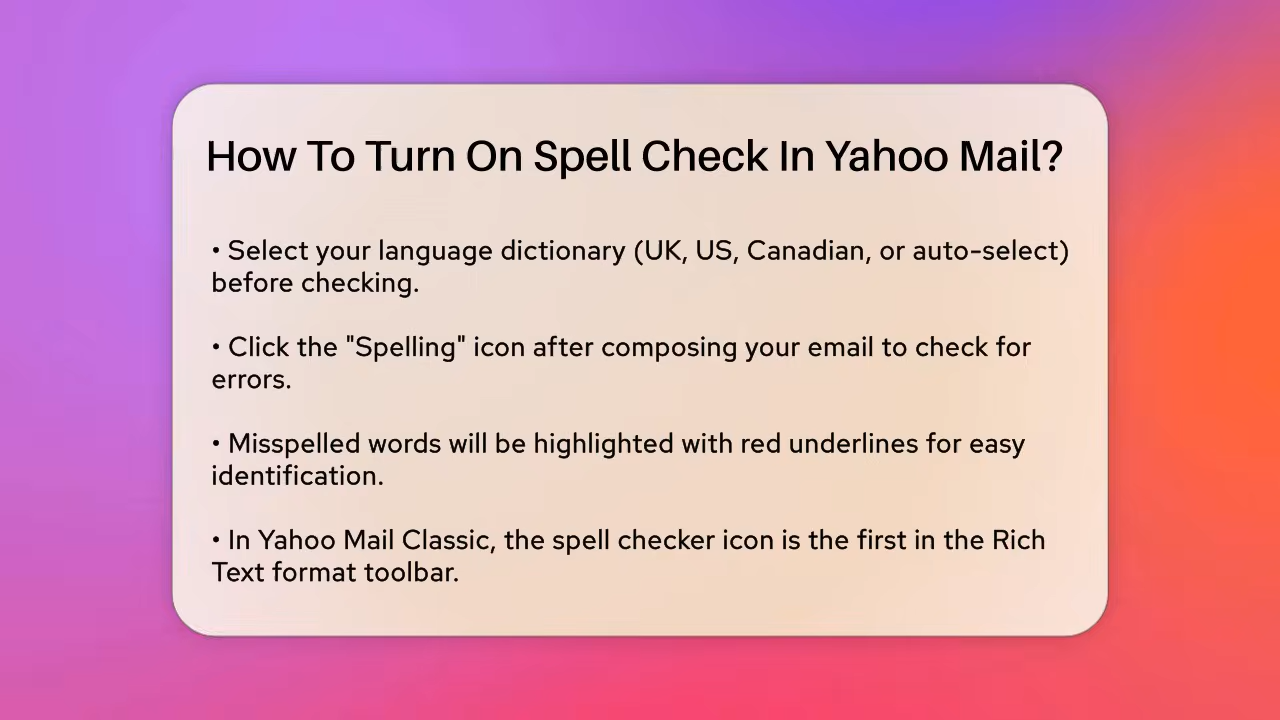 How To Turn On Spell Check In Yahoo Mail?
• Select your language dictionary (UK, US, Canadian, or auto-select)
before checking.
• Click the "Spelling" icon after composing your email to check for
errors.
• Misspelled words will be highlighted with red underlines for easy
identification.
• In Yahoo Mail Classic, the spell checker icon is the first in the Rich
Text format toolbar.